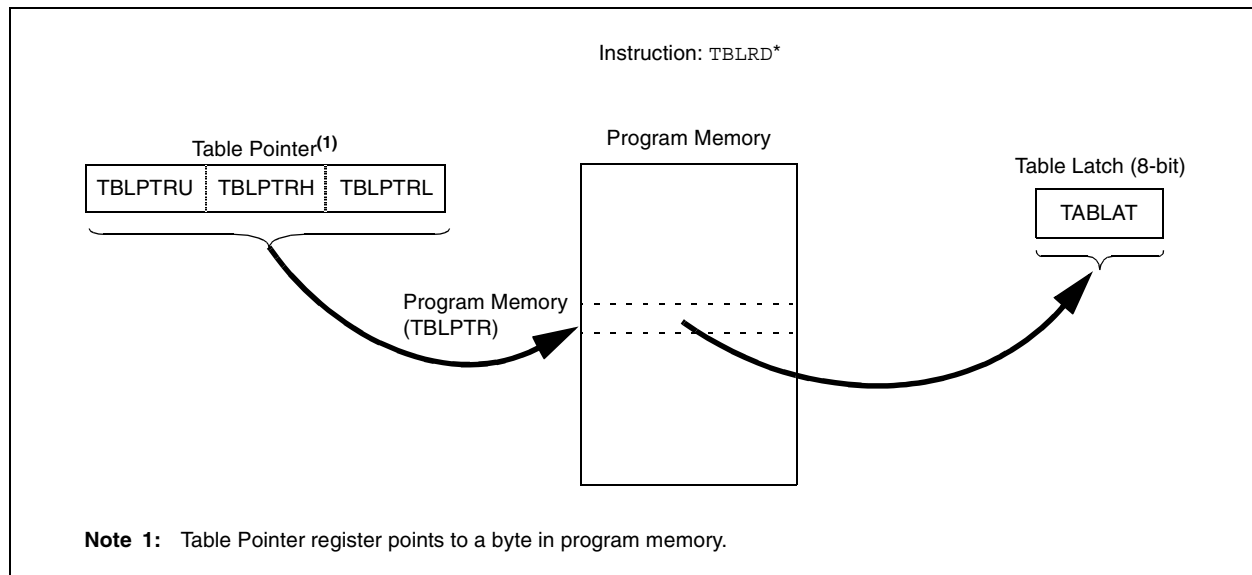 Instruction: TBLRD*
Table Pointer(1)
TBLPTRU TBLPTRH TBLPTRL
Program Memory
Table Latch (8-bit)
TABLAT
Program Memory
(TBLPTR)
Note 1: Table Pointer register points to a byte in program memory.